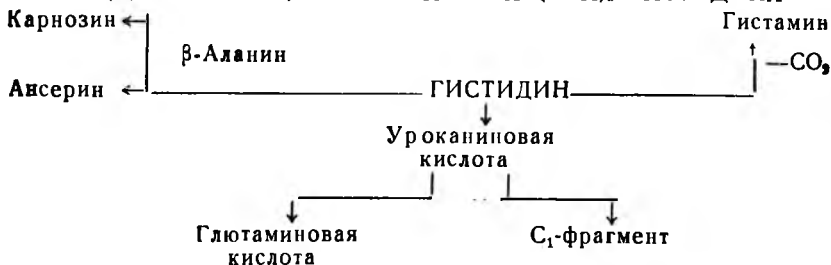 Карнозин Гистамин
β-Аланин —CO₂
Ансерин ГИСТИДИН
Уроканиновая
кислота
Глютаминовая C₁-фрагмент
кислота